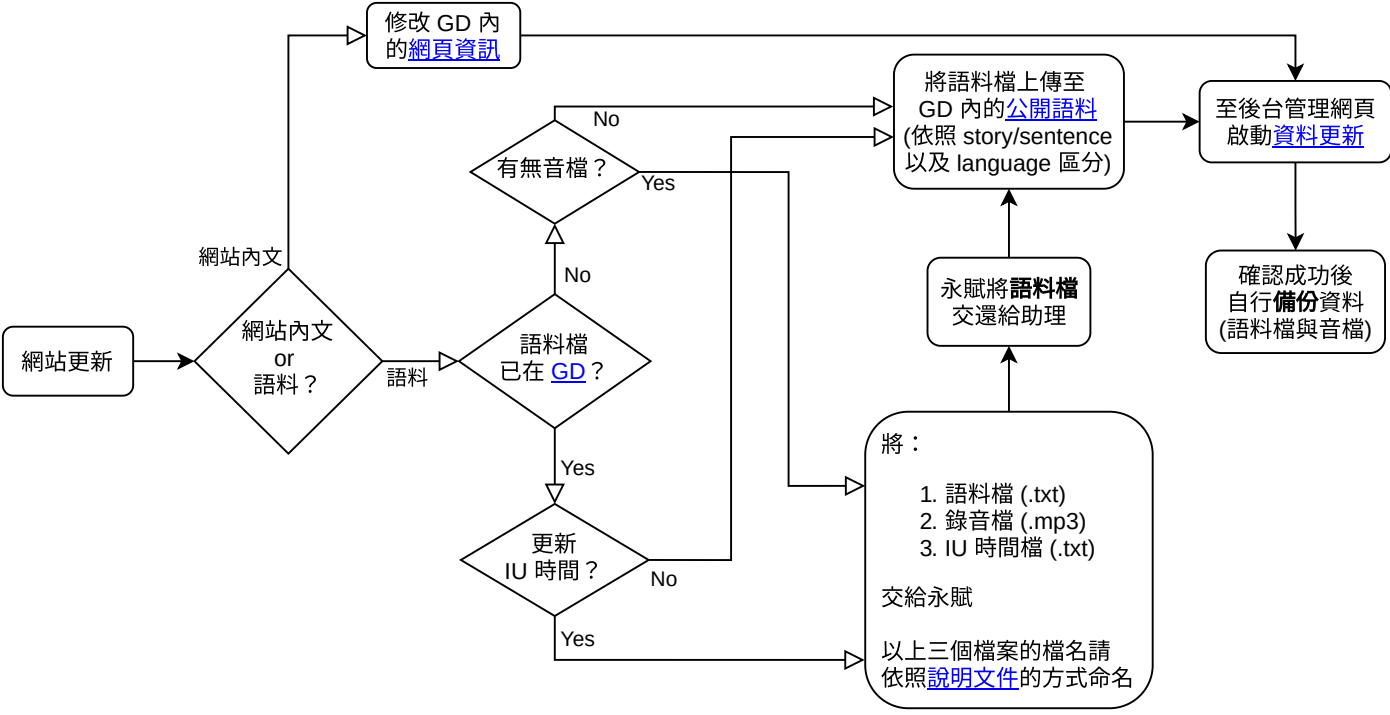 修改 GD 內
的網頁資訊
將語料檔上傳至
GD 內的公開語料
(依照 story/sentence
以及 language 區分)
至後台管理網頁
啟動資料更新
No
有無音檔？
Yes
網站內文
No
永賦將語料檔
交還給助理
確認成功後
自行備份資料
(語料檔與音檔)
網站更新
網站內文
or
語料？
語料
語料檔
已在 GD？
Yes
更新
IU 時間？
No
Yes
將：
1. 語料檔 (.txt)
2. 錄音檔 (.mp3)
3. IU 時間檔 (.txt)
交給永賦
以上三個檔案的檔名請
依照說明文件的方式命名